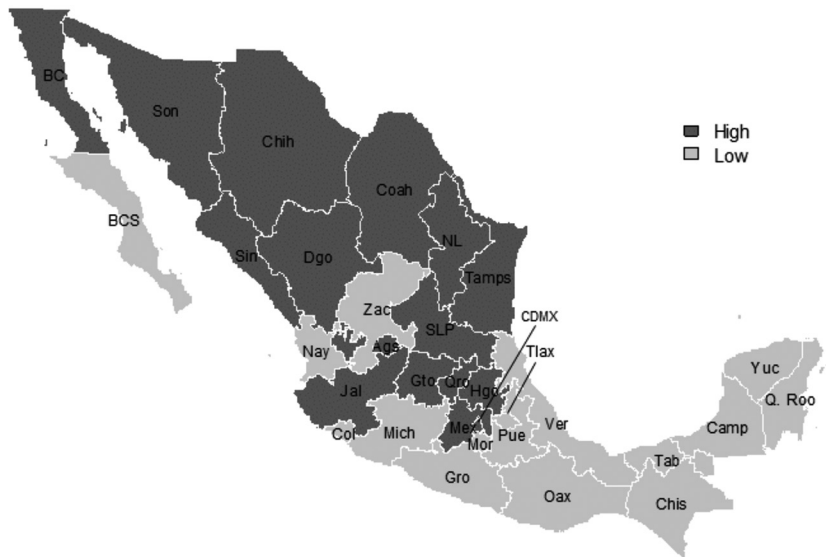 BC
Son
Chih
High
Low
Coah
BCS
NL
Sin
Dgo
Tamps
Zac
CDMX
SLP
Nay
Ags
Tlax
Jal
Gto
Qro
Hgo
Yuc
Q. Roo
Col
Mich
Mex
Mor
Pue
Ver
Camp
Tab
Gro
Oax
Chis